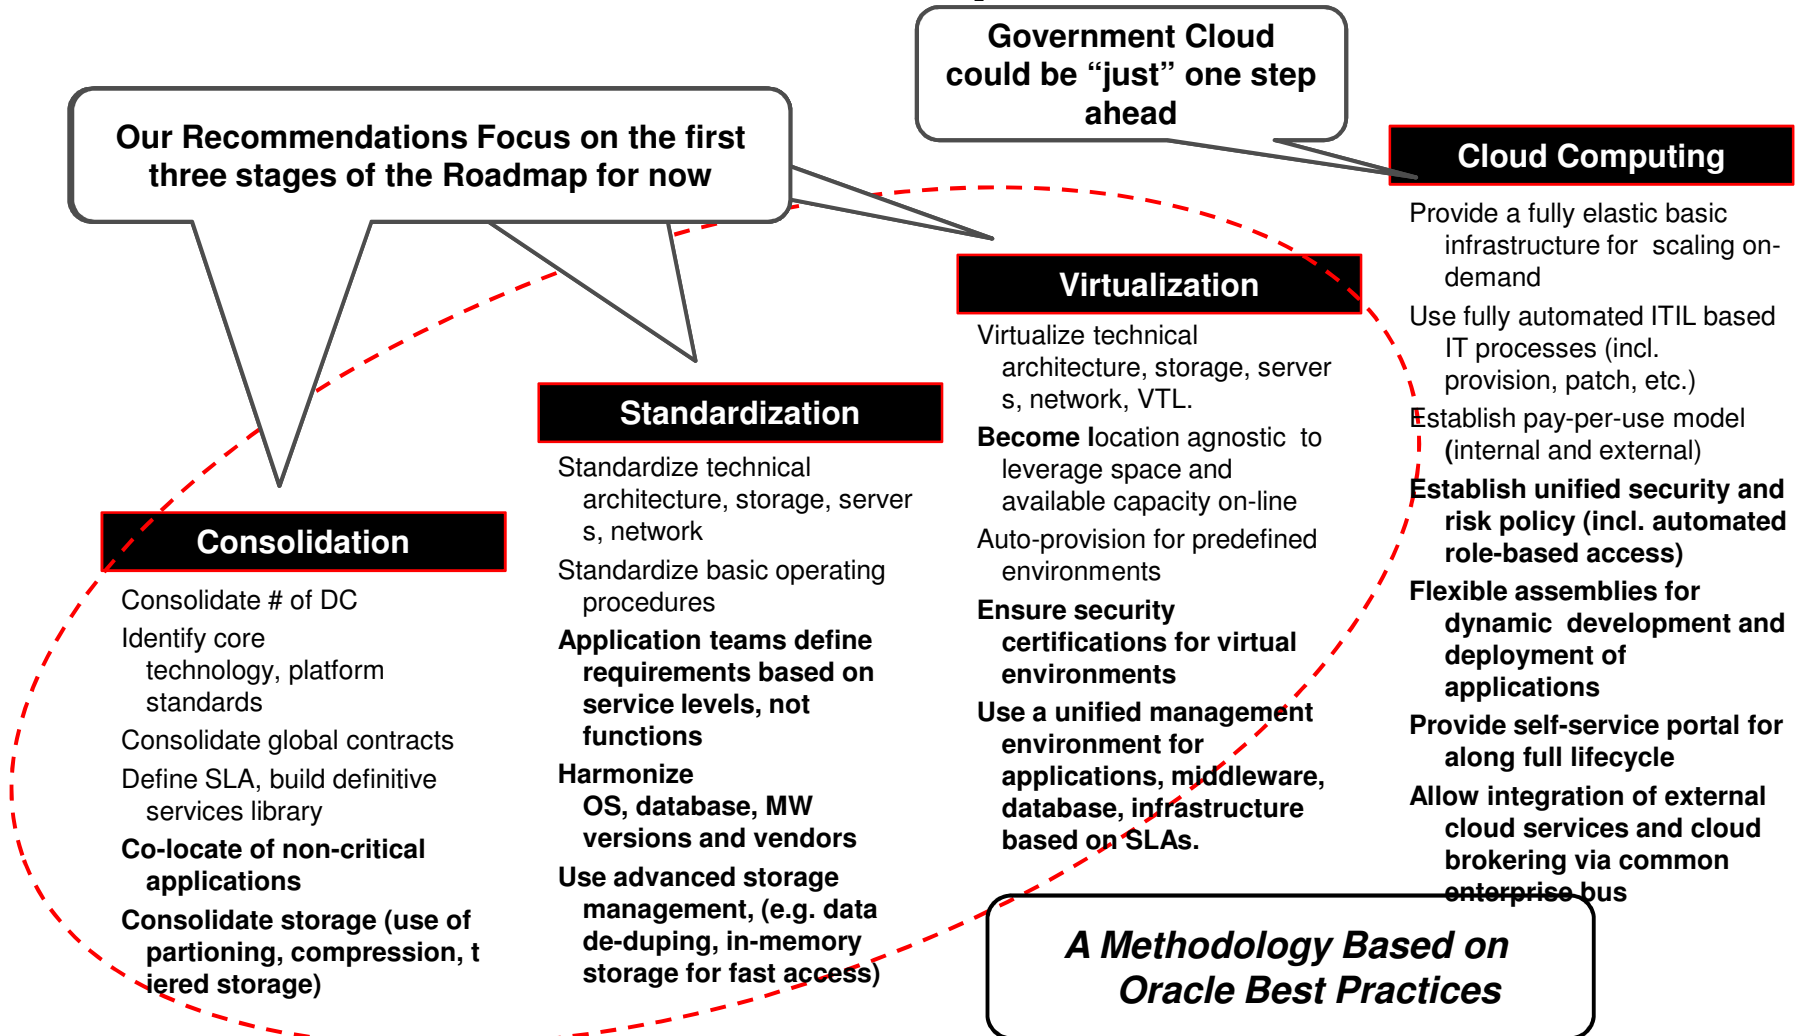 Government Cloud
could be “just” one step
ahead
Our Recommendations Focus on the first
three stages of the Roadmap for now
Consolidation
Consolidate # of DC
Identify core
technology, platform
standards
Consolidate global contracts
Define SLA, build definitive
services library
Co-locate of non-critical
applications
Consolidate storage (use of
partioning, compression, t
iered storage)
Standardization
Standardize technical
architecture, storage, server
s, network
Standardize basic operating
procedures
Application teams define
requirements based on
service levels, not
functions
Harmonize
OS, database, MW
versions and vendors
Use advanced storage
management, (e.g. data
de-duping, in-memory
storage for fast access)
Virtualization
Virtualize technical
architecture, storage, server
s, network, VTL.
Become location agnostic to
leverage space and
available capacity on-line
Auto-provision for predefined
environments
Ensure security
certifications for virtual
environments
Use a unified management
environment for
applications, middleware,
database, infrastructure
based on SLAs.
Cloud Computing
Provide a fully elastic basic
infrastructure for scaling on-
demand
Use fully automated ITIL based
IT processes (incl.
provision, patch, etc.)
Establish pay-per-use model
(internal and external)
Establish unified security and
risk policy (incl. automated
role-based access)
Flexible assemblies for
dynamic development and
deployment of
applications
Provide self-service portal for
along full lifecycle
Allow integration of external
cloud services and cloud
brokering via common
enterprise bus
A Methodology Based on
Oracle Best Practices